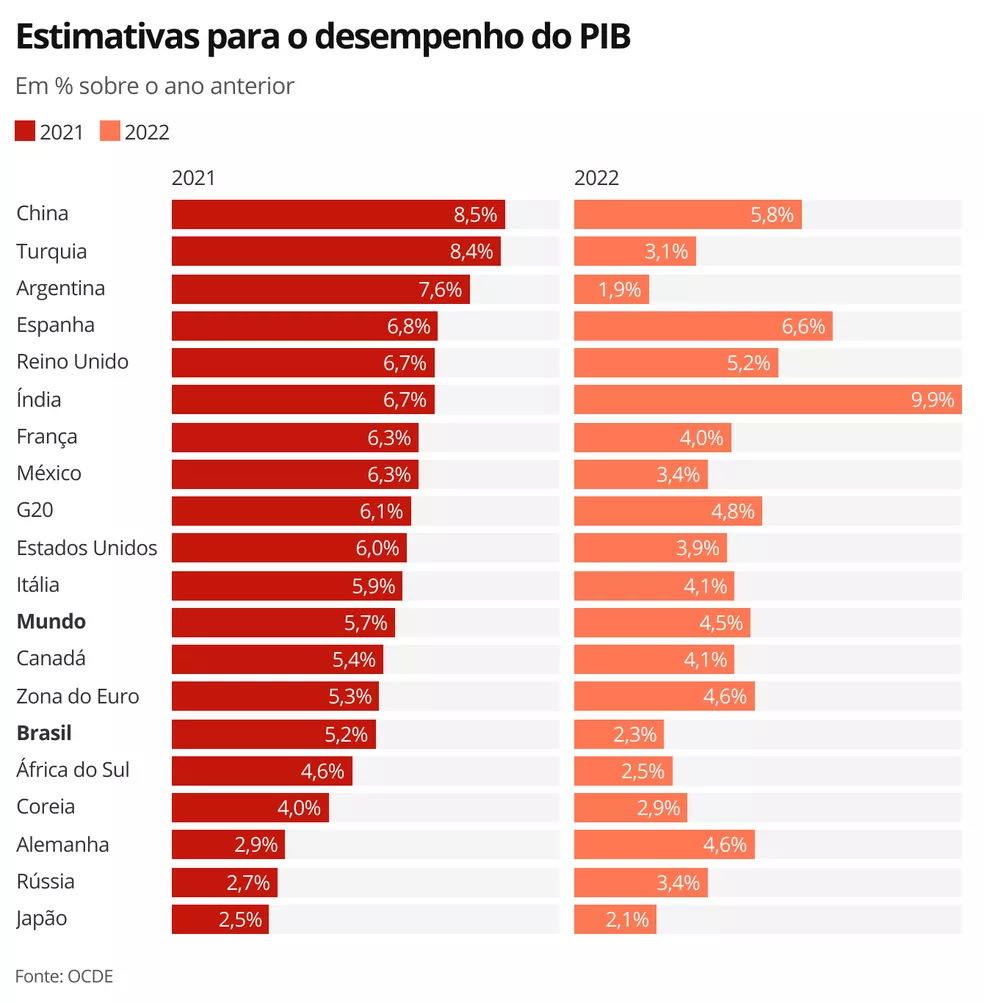 Estimativas para o desempenho do PIB
Em % sobre o ano anterior
2021 2022
2021 2022
China 8,5% 5,8%
Turquia 8,4% 3,1%
Argentina 7,6% 1,9%
Espanha 6,8% 6,6%
Reino Unido 6,7% 5,2%
Índia 6,7% 9,9%
França 6,3% 4,0%
México 6,3% 3,4%
G20 6,1% 4,8%
Estados Unidos 6,0% 3,9%
Itália 5,9% 4,1%
Mundo 5,7% 4,5%
Canadá 5,4% 4,1%
Zona do Euro 5,3% 4,6%
Brasil 5,2% 2,3%
África do Sul 4,6% 2,5%
Coreia 4,0% 2,9%
Alemanha 2,9% 4,6%
Rússia 2,7% 3,4%
Japão 2,5% 2,1%
Fonte: OCDE